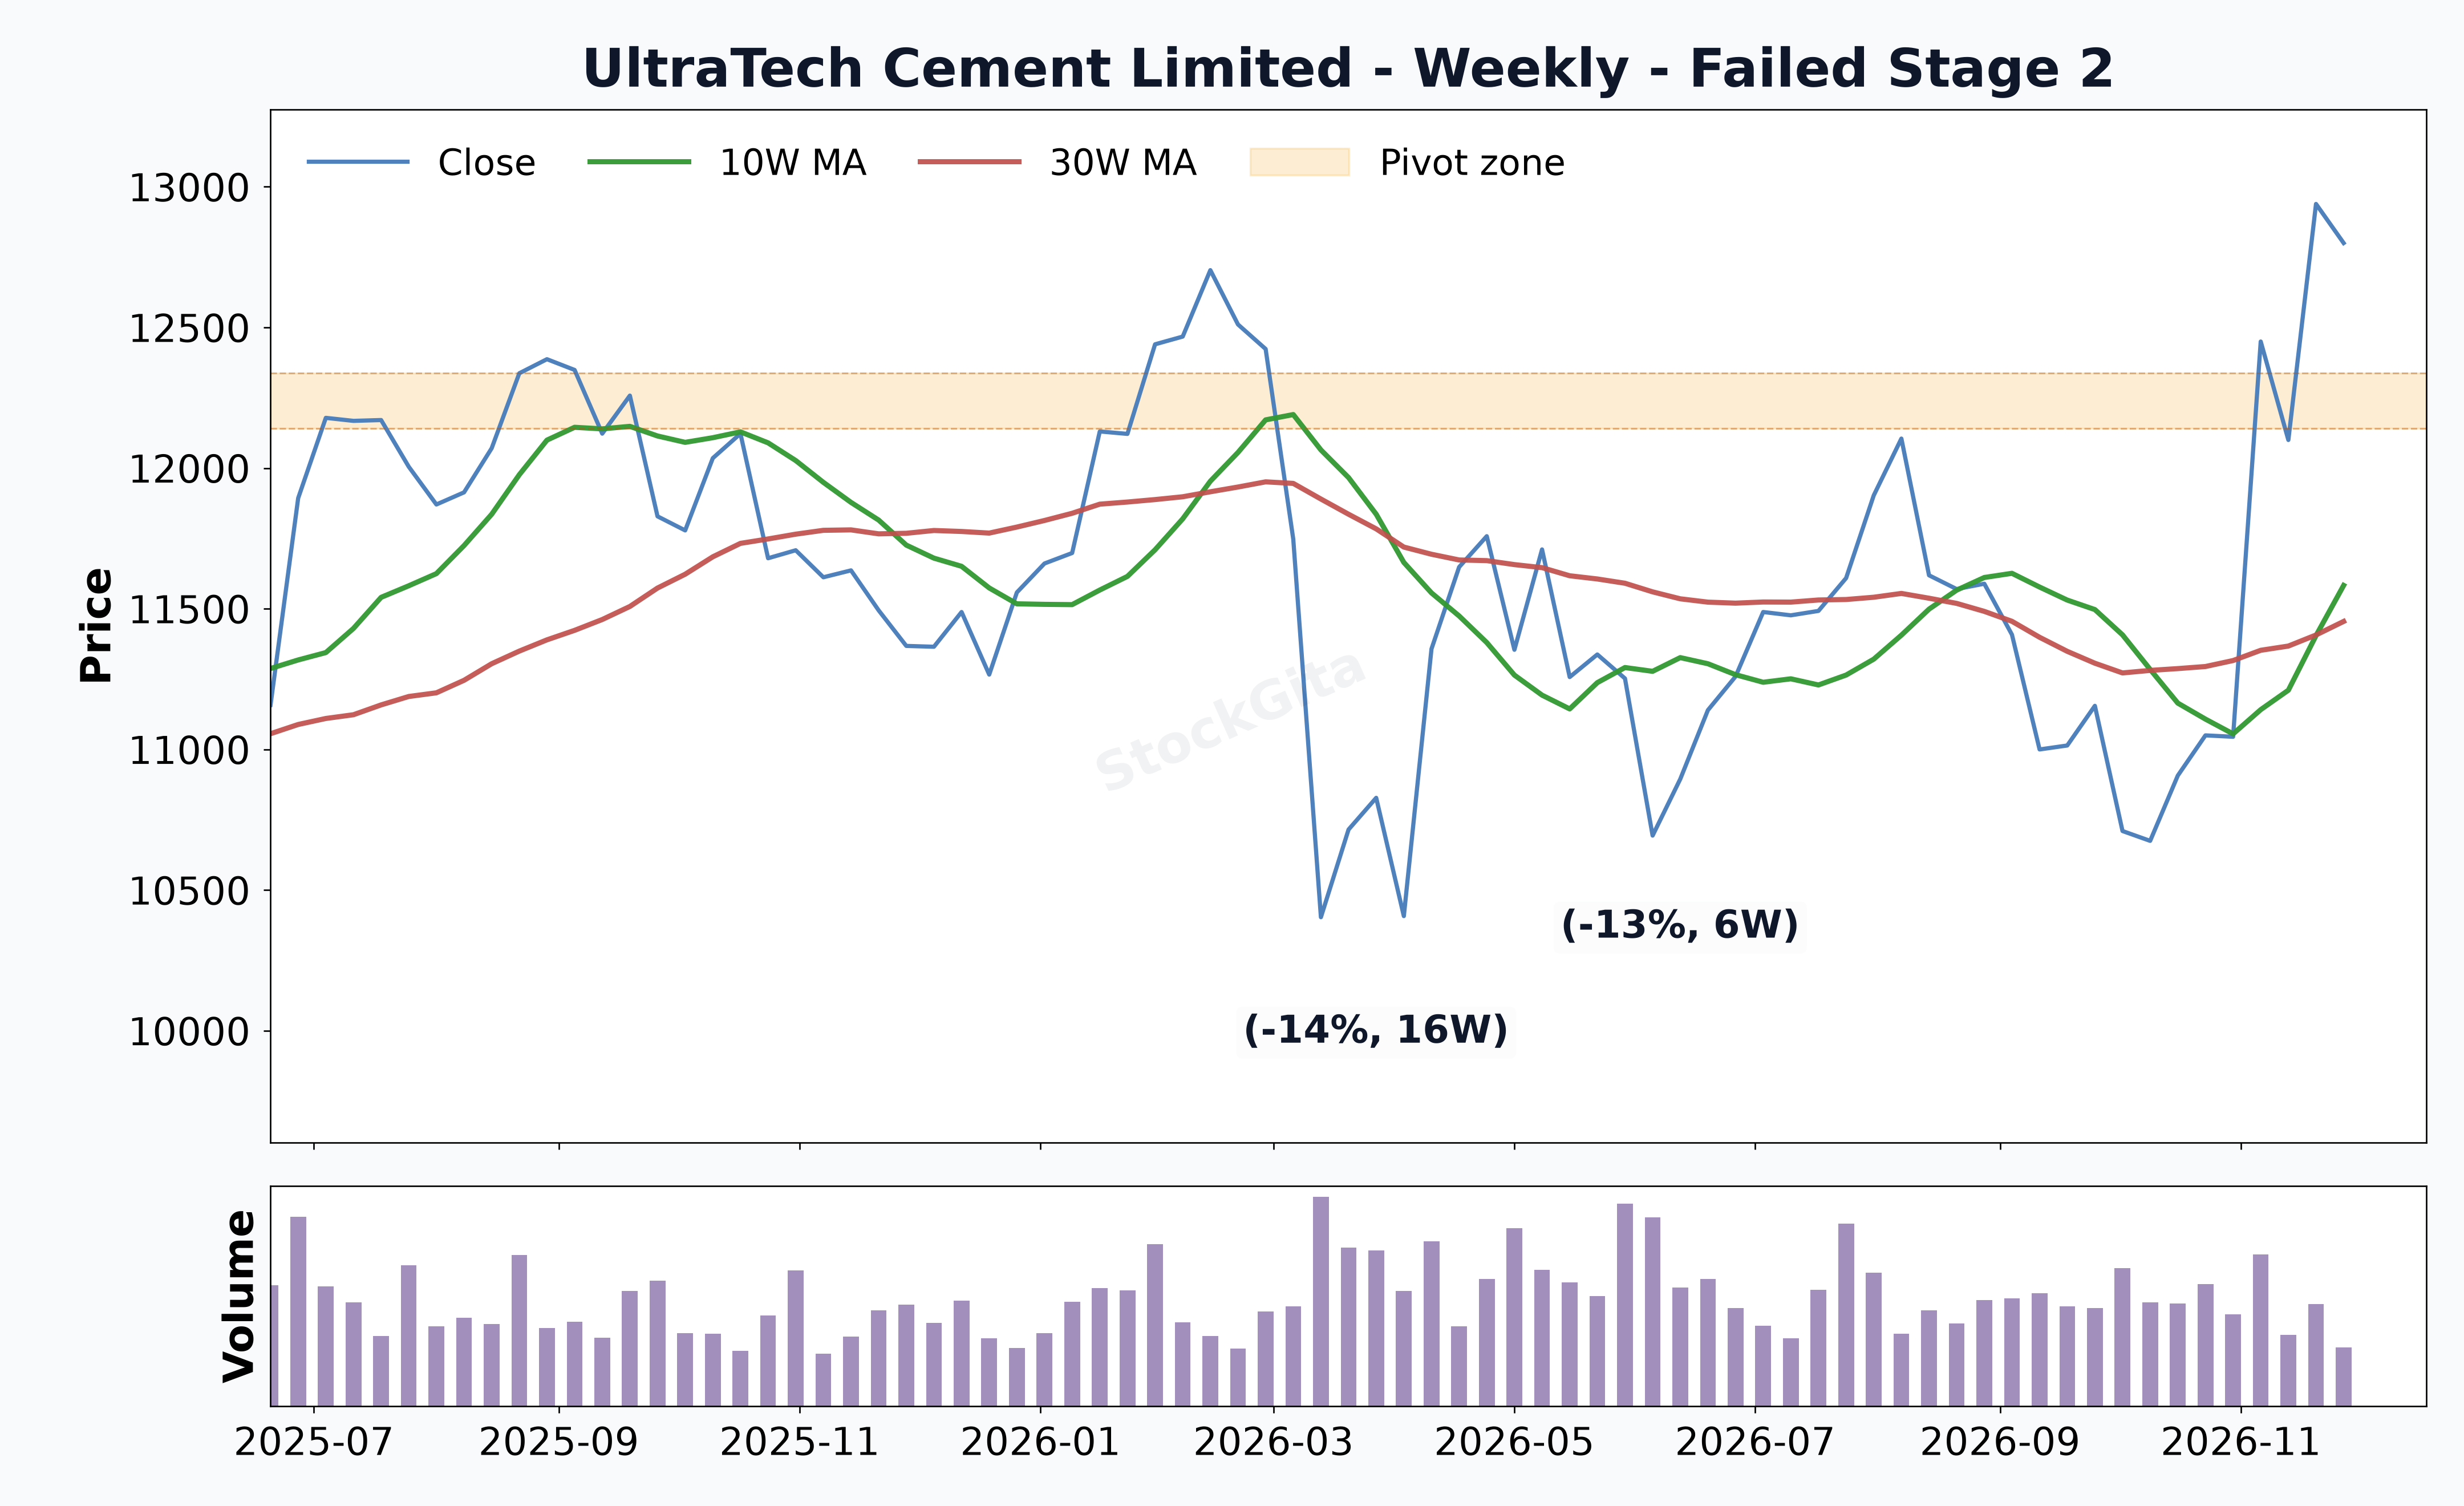 UltraTech Cement Limited - Weekly - Failed Stage 2
Close 10W MA 30W MA Pivot zone
13000
12500
12000
11500
11000
10500
10000
Price
StockGita
(-13%, 6W)
(-14%, 16W)
Volume
2025-07 2025-09 2025-11 2026-01 2026-03 2026-05 2026-07 2026-09 2026-11